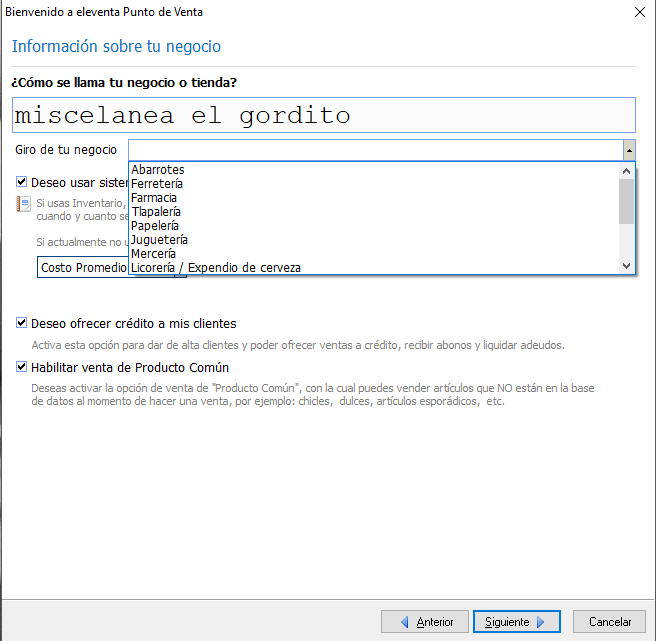 Bienvenido a eleventa Punto de Venta
Información sobre tu negocio
¿Cómo se llama tu negocio o tienda?
miscelanea el gordito
Giro de tu negocio
Abarrotes
Ferretería
Farmacia
Tlapalería
Papelería
Juguetería
Mercería
Licorería / Expendio de cerveza
Deseo usar sister
Si usas Inventario,
cuando y cuanto se
Si actualmente no u
Costo Promedio
Deseo ofrecer crédito a mis clientes
Activa esta opción para dar de alta clientes y poder ofrecer ventas a crédito, recibir abonos y liquidar adeudos.
Habilitar venta de Producto Común
Deseas activar la opción de venta de "Producto Común", con la cual puedes vender artículos que NO están en la base
de datos al momento de hacer una venta, por ejemplo: chicles, dulces, artículos esporádicos, etc.
Anterior
Siguiente
Cancelar